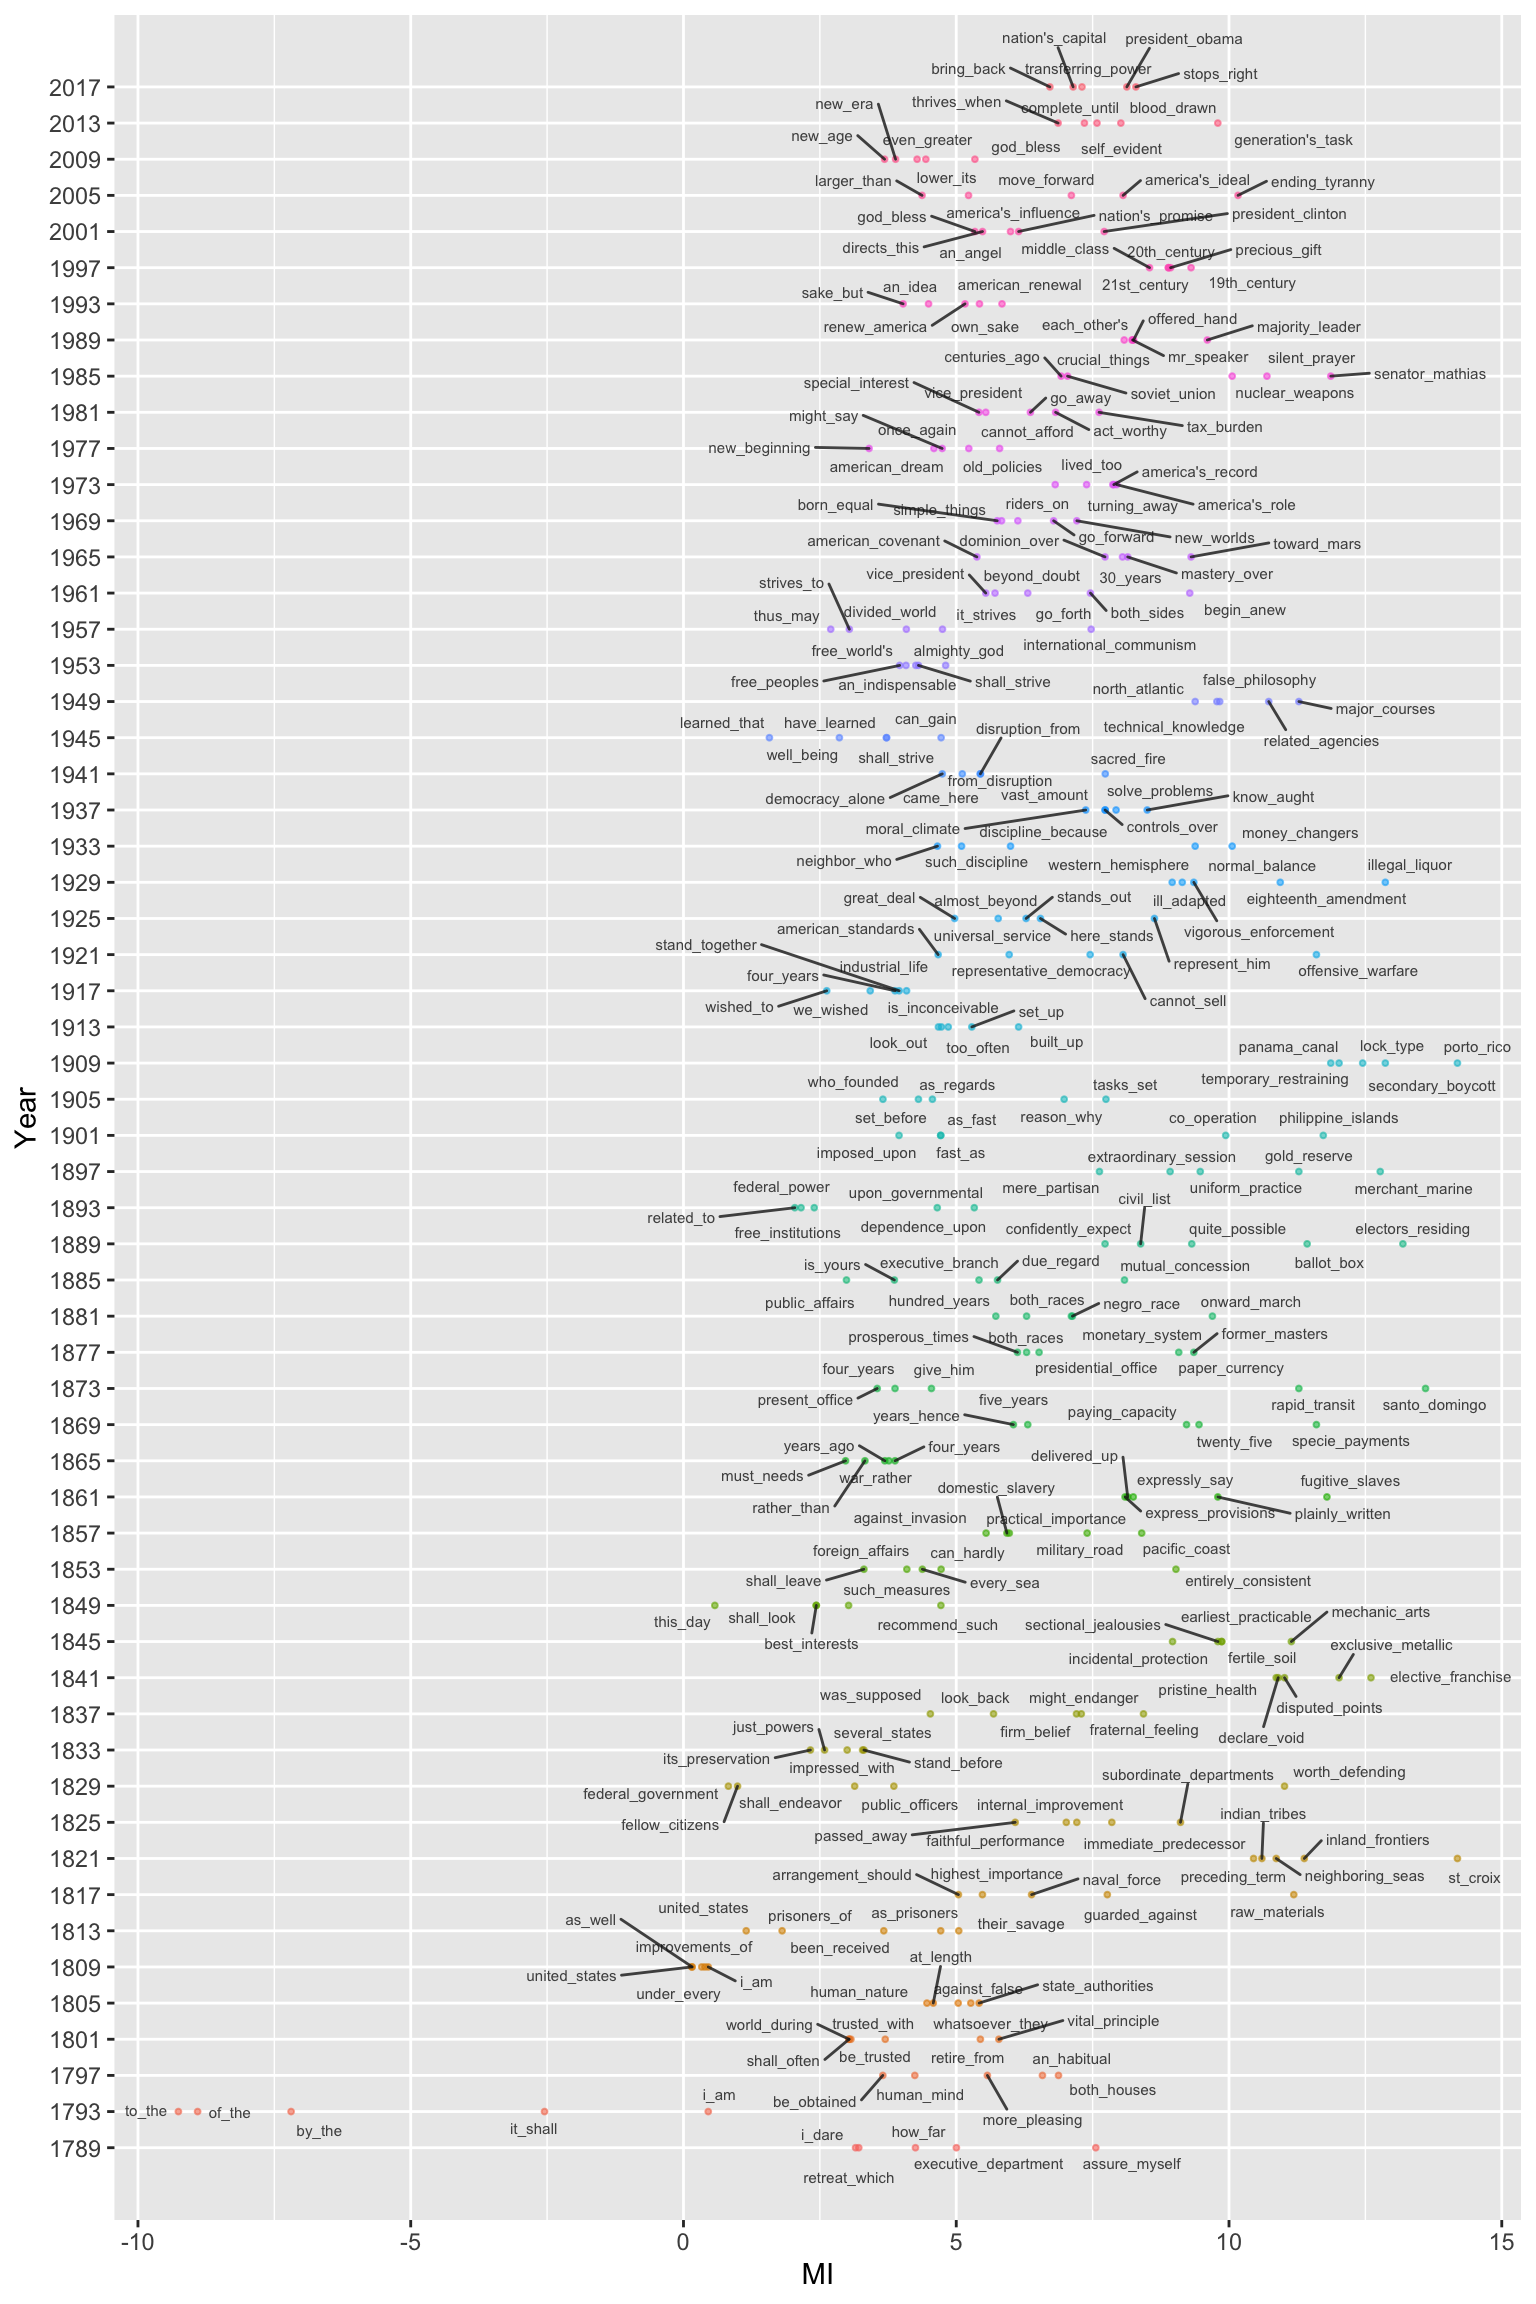 nation's_capital president_obama
bring_back transferring_power stops_right
2017
new_era thrives_when complete_until blood_drawn
2013
new_age even_greater god_bless self_evident generation's_task
2009
larger_than lower_its move_forward america's_ideal ending_tyranny
2005
god_bless america's_influence nation's_promise president_clinton
2001
directs_this an_angel middle_class 20th_century precious_gift
1997
sake_but an_idea american_renewal 21st_century 19th_century
1993
renew_america own_sake each_other's offered_hand majority_leader
1989
centuries_ago crucial_things mr_speaker silent_prayer
1985 senator_mathias
special_interest vice_president go_away soviet_union nuclear_weapons
1981
might_say once_again cannot_afford act_worthy tax_burden
1977 new_beginning
american_dream old_policies lived_too america's_record
1973
born_equal simple_things riders_on turning_away america's_role
1969
american_covenant dominion_over go_forward new_worlds toward_mars
1965
strives_to vice_president beyond_doubt 30_years mastery_over
1961
thus_may divided_world it_strives go_forth both_sides begin_anew
1957
free_world's almighty_god international_communism
1953
free_peoples an_indispensable shall_strive north_atlantic false_philosophy
1949 major_courses
learned_that have_learned can_gain disruption_from technical_knowledge related_agencies
1945
well_being shall_strive sacred_fire
1941
democracy_alone came_here from_disruption vast_amount solve_problems know_aught
1937
moral_climate discipline_because controls_over money_changers
1933
neighbor_who such_discipline western_hemisphere normal_balance illegal_liquor
1929
great_deal almost_beyond stands_out ill_adapted eighteenth_amendment
1925
american_standards universal_service here_stands vigorous_enforcement
1921
stand_together industrial_life representative_democracy represent_him offensive_warfare
four_years
1917
wished_to we_wished is_inconceivable set_up cannot_sell
1913
look_out too_often built_up panama_canal lock_type porto_rico
1909
who_founded as_regards tasks_set temporary_restraining secondary_boycott
1905
set_before as_fast reason_why co_operation philippine_islands
1901
imposed_upon fast_as extraordinary_session gold_reserve
1897
federal_power upon_governmental mere_partisan civil_list uniform_practice merchant_marine
1893
related_to free_institutions dependence_upon confidently_expect quite_possible electors_residing
1889
is_yours executive_branch due_regard mutual_concession ballot_box
1885
public_affairs hundred_years both_races negro_race onward_march
1881
prosperous_times both_races monetary_system former_masters
1877
four_years give_him presidential_office paper_currency
1873
present_office years_hence five_years paying_capacity rapid_transit santo_domingo
1869
years_ago four_years delivered_up twenty_five specie_payments
1865
must_needs war_rather domestic_slavery expressly_say fugitive_slaves
1861
rather_than against_invasion practical_importance express_provisions plainly_written
1857
foreign_affairs can_hardly military_road pacific_coast
1853
shall_leave such_measures every_sea entirely_consistent
1849
this_day shall_look recommend_such sectional_jealousies earliest_practicable mechanic_arts
1845
best_interests incidental_protection fertile_soil exclusive_metallic
1841 elective_franchise
was_supposed look_back might_endanger pristine_health disputed_points
1837
just_powers several_states firm_belief fraternal_feeling declare_void
1833
its_preservation impressed_with stand_before subordinate_departments worth_defending
1829
federal_government shall_endeavor public_officers internal_improvement indian_tribes
1825
fellow_citizens passed_away faithful_performance immediate_predecessor inland_frontiers
1821
arrangement_should highest_importance naval_force preceding_term neighboring_seas st_croix
1817
as_well united_states prisoners_of as_prisoners their_savage guarded_against raw_materials
1813
improvements_of been_received at_length
1809
united_states under_every i_am human_nature against_false state_authorities
1805
world_during trusted_with whatsoever_they vital_principle
1801
shall_often be_trusted retire_from an_habitual
1797
be_obtained human_mind more_pleasing both_houses
i_am
1793 to_the of_the
by_the it_shall i_dare how_far
1789
retreat_which executive_department assure_myself
Year
-10 -5 0 5 10 15
MI